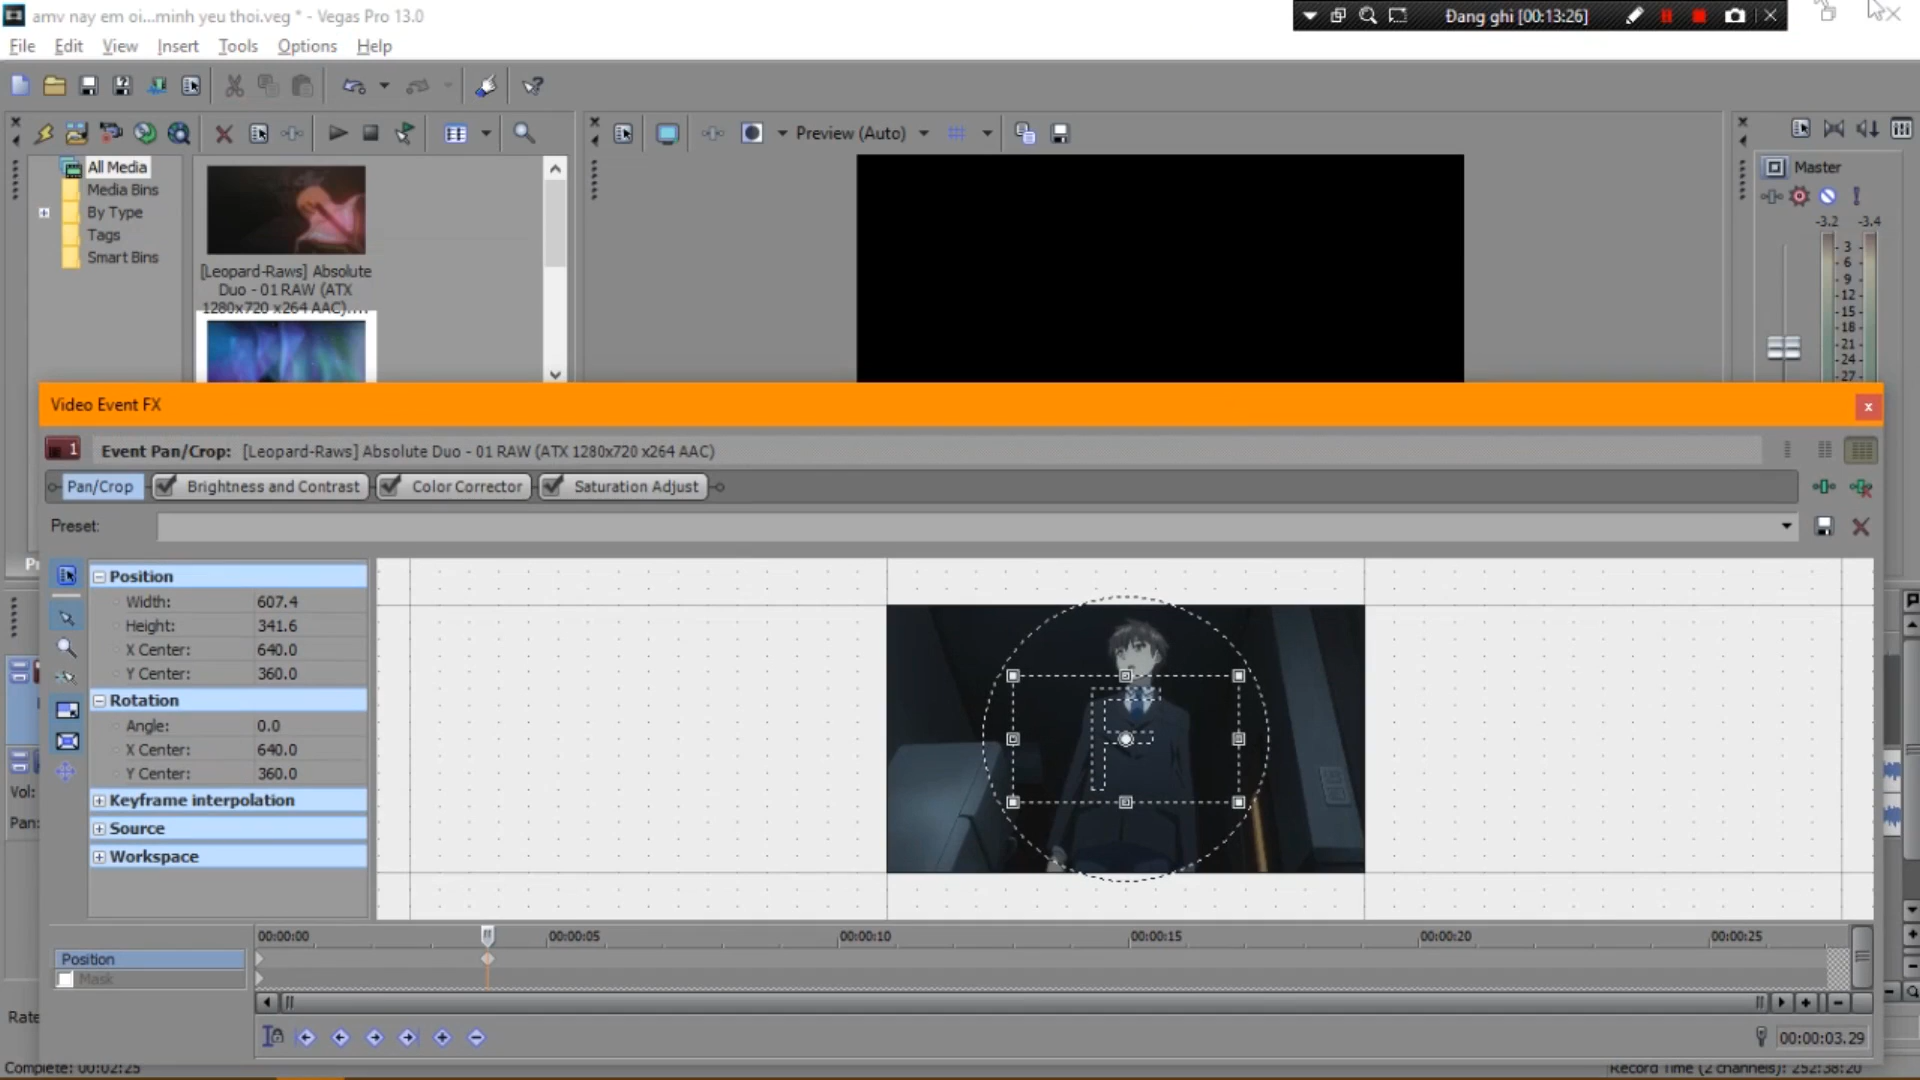 amv nay em oi...minh yeu thoi.veg * - Vegas Pro 13.0
Đang ghi [00:13:26]
File Edit View Insert Tools Options Help
Preview (Auto)
All Media
Media Bins
By Type
Tags
Smart Bins
[Leopard-Raws] Absolute
Duo - 01 RAW (ATX
1280x720 x264 AAC)....
Master
-3.2 -3.4
- 3 -
- 6 -
- 9 -
- 12 -
- 15 -
- 18 -
- 21 -
- 24 -
- 27 -
Video Event FX
1
Event Pan/Crop: [Leopard-Raws] Absolute Duo - 01 RAW (ATX 1280x720 x264 AAC)
Pan/Crop Brightness and Contrast Color Corrector Saturation Adjust
Preset:
Position
Width: 607.4
Height: 341.6
X Center: 640.0
Y Center: 360.0
Rotation
Angle: 0.0
X Center: 640.0
Y Center: 360.0
Keyframe interpolation
Source
Workspace
Vol:
Pan:
00:00:00 00:00:05 00:00:10 00:00:15 00:00:20 00:00:25
Position
Mask
Rate
00:00:03.29
Complete: 00:02:25
Record Time (2 channels): 252:38:20